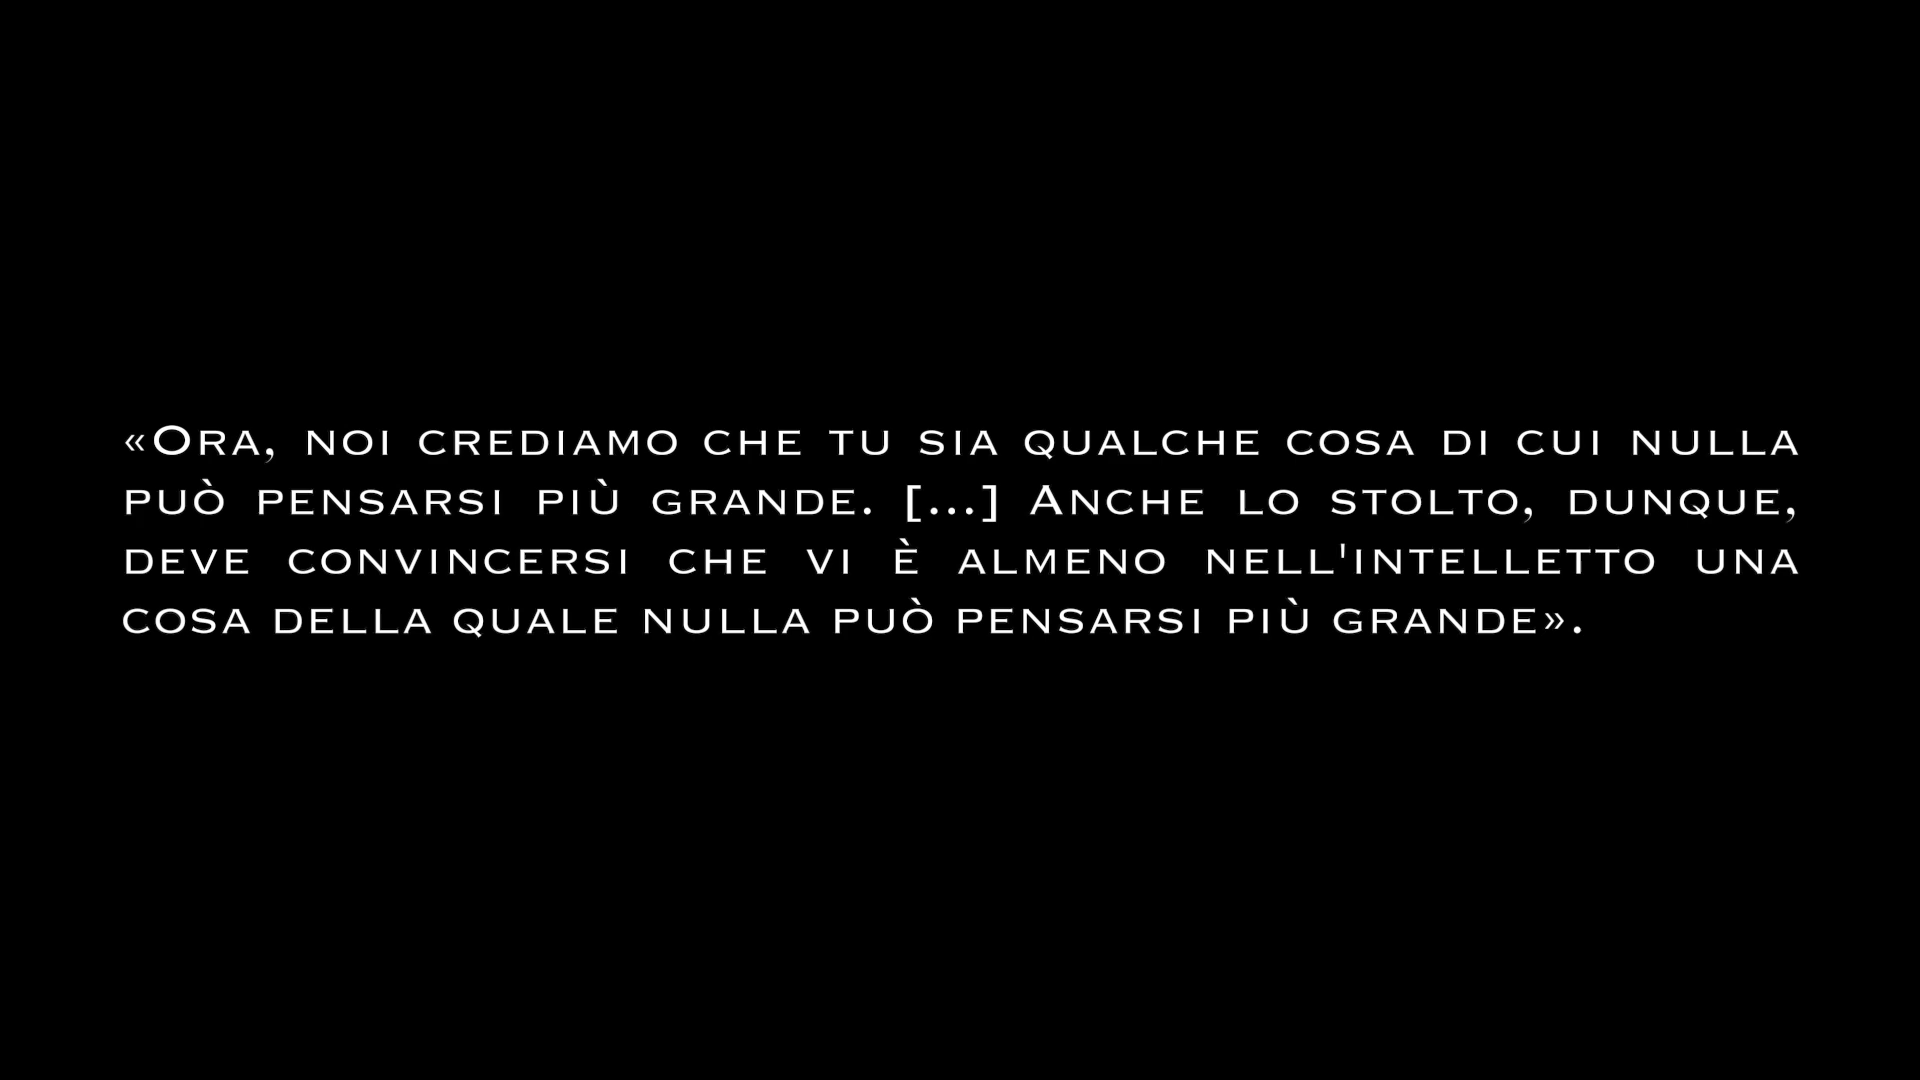 «Ora, noi crediamo che tu sia qualche cosa di cui nulla
può pensarsi più grande. [...] Anche lo stolto, dunque,
deve convincersi che vi è almeno nell'intelletto una
cosa della quale nulla può pensarsi più grande».